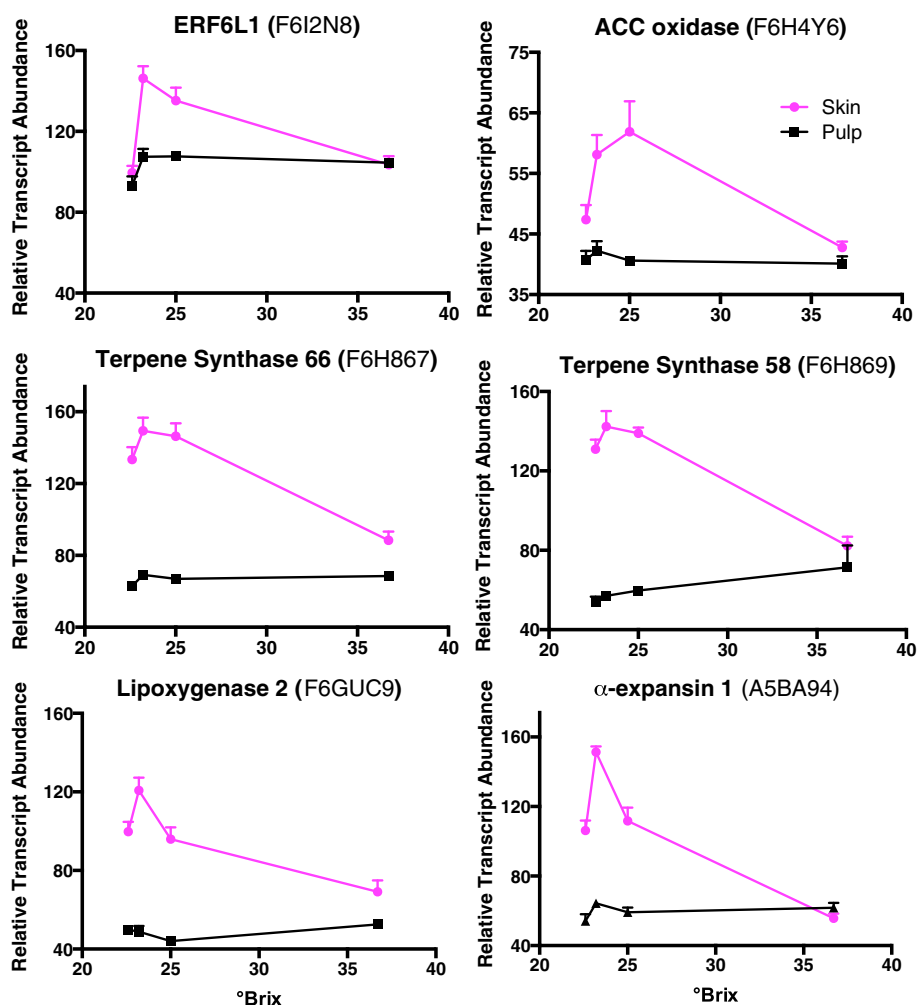 ERF6L1 (F6I2N8)
Relative Transcript Abundance
160
120
80
40
20 25 30 35 40
ACC oxidase (F6H4Y6)
Relative Transcript Abundance
75
65
55
45
35
20 25 30 35 40
Skin
Pulp
Terpene Synthase 66 (F6H867)
Relative Transcript Abundance
160
120
80
40
20 25 30 35 40
Terpene Synthase 58 (F6H869)
Relative Transcript Abundance
160
120
80
40
20 25 30 35 40
Lipoxygenase 2 (F6GUC9)
Relative Transcript Abundance
160
120
80
40
20 25 30 35 40
°Brix
α-expansin 1 (A5BA94)
Relative Transcript Abundance
160
120
80
40
20 25 30 35 40
°Brix